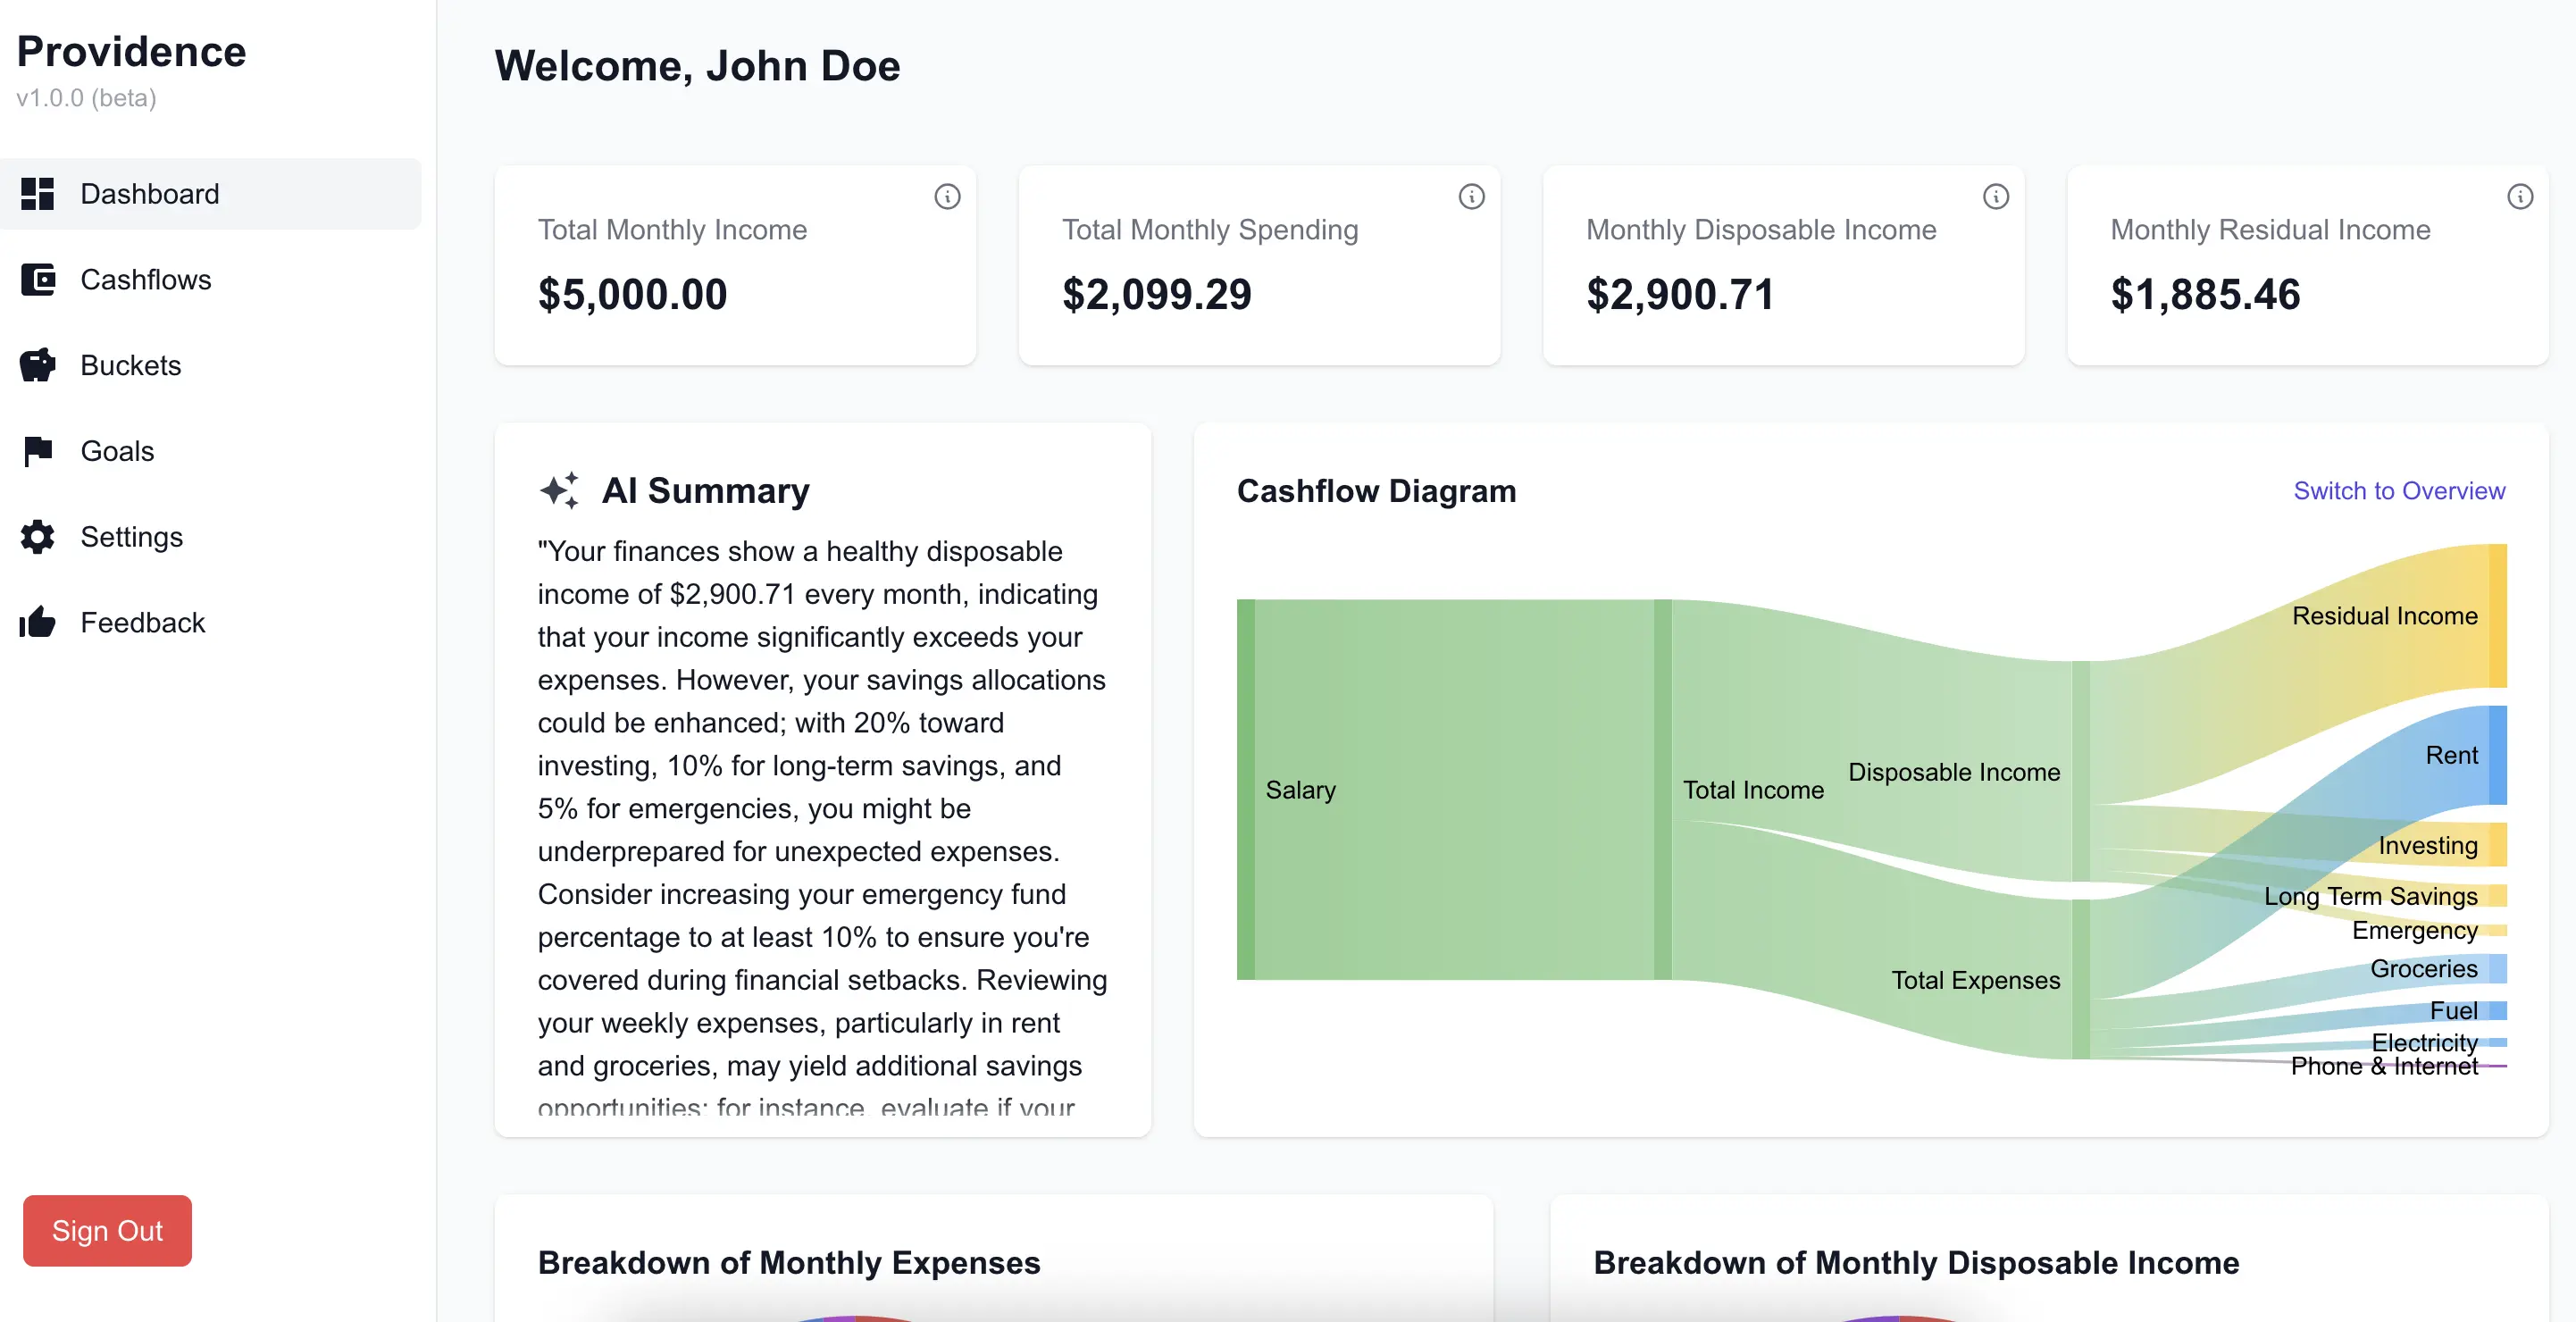 Providence
v1.0.0 (beta)
Dashboard
Cashflows
Buckets
Goals
Settings
Feedback
Sign Out
Welcome, John Doe
Total Monthly Income
$5,000.00
Total Monthly Spending
$2,099.29
Monthly Disposable Income
$2,900.71
Monthly Residual Income
$1,885.46
AI Summary
"Your finances show a healthy disposable
income of $2,900.71 every month, indicating
that your income significantly exceeds your
expenses. However, your savings allocations
could be enhanced; with 20% toward
investing, 10% for long-term savings, and
5% for emergencies, you might be
underprepared for unexpected expenses.
Consider increasing your emergency fund
percentage to at least 10% to ensure you're
covered during financial setbacks. Reviewing
your weekly expenses, particularly in rent
and groceries, may yield additional savings
opportunities; for instance, evaluate if your
Cashflow Diagram
Switch to Overview
Salary
Total Income
Disposable Income
Total Expenses
Residual Income
Rent
Investing
Long Term Savings
Emergency
Groceries
Fuel
Electricity
Phone & Internet
Breakdown of Monthly Expenses
Breakdown of Monthly Disposable Income